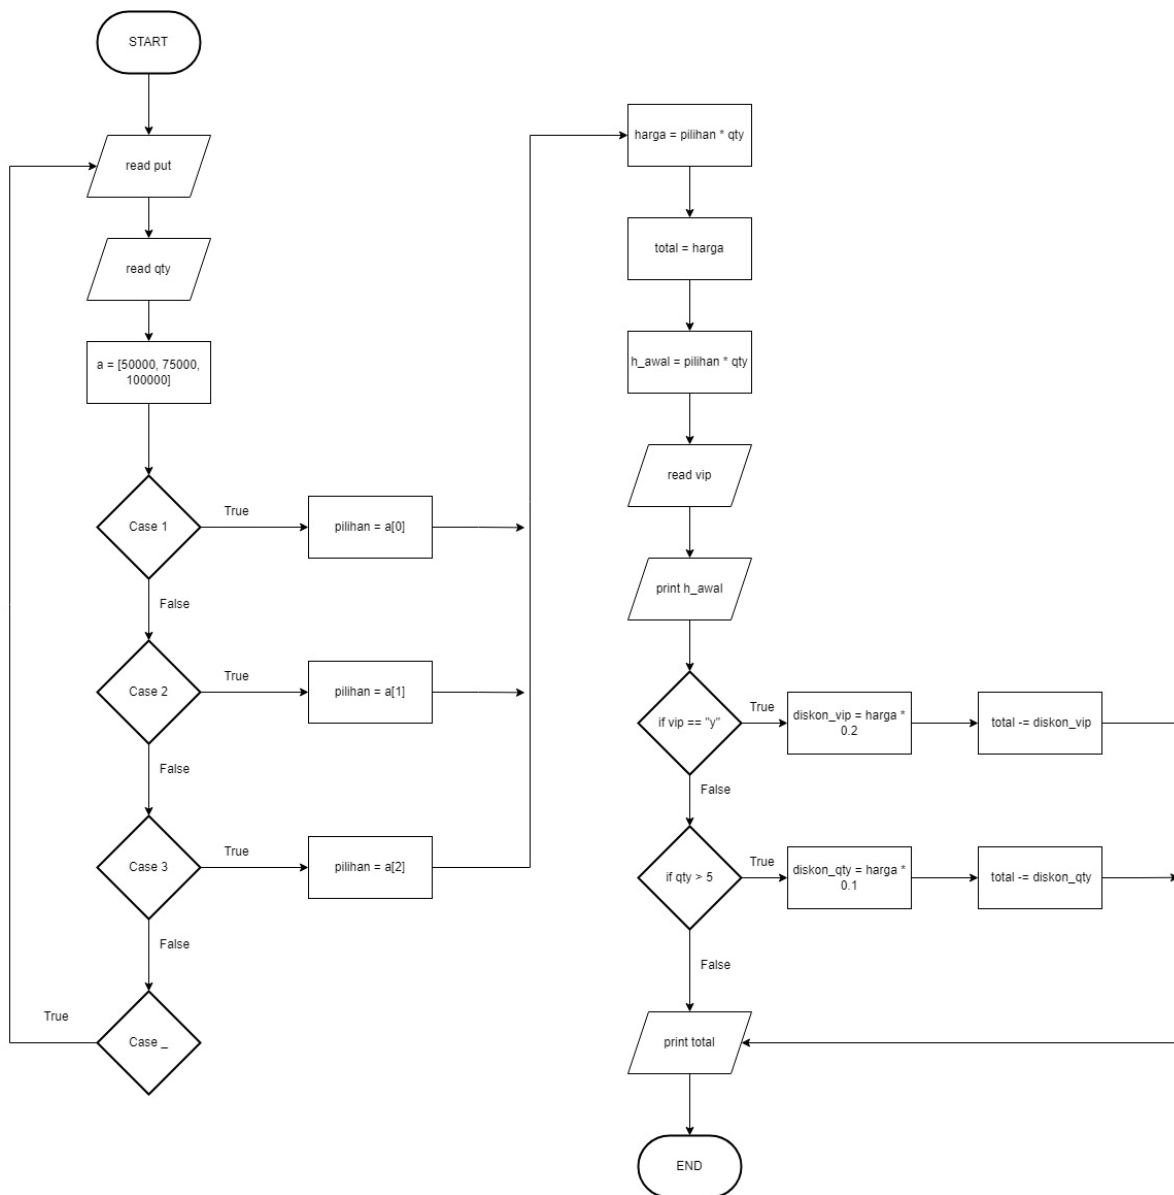 START
read put
read qty
a = [50000, 75000,
100000]
Case 1
True
pilihan = a[0]
False
Case 2
True
pilihan = a[1]
False
Case 3
True
pilihan = a[2]
False
Case _
True
harga = pilihan * qty
total = harga
h_awal = pilihan * qty
read vip
print h_awal
if vip == "y"
True
diskon_vip = harga *
0.2
total -= diskon_vip
False
if qty > 5
True
diskon_qty = harga *
0.1
total -= diskon_qty
False
print total
END